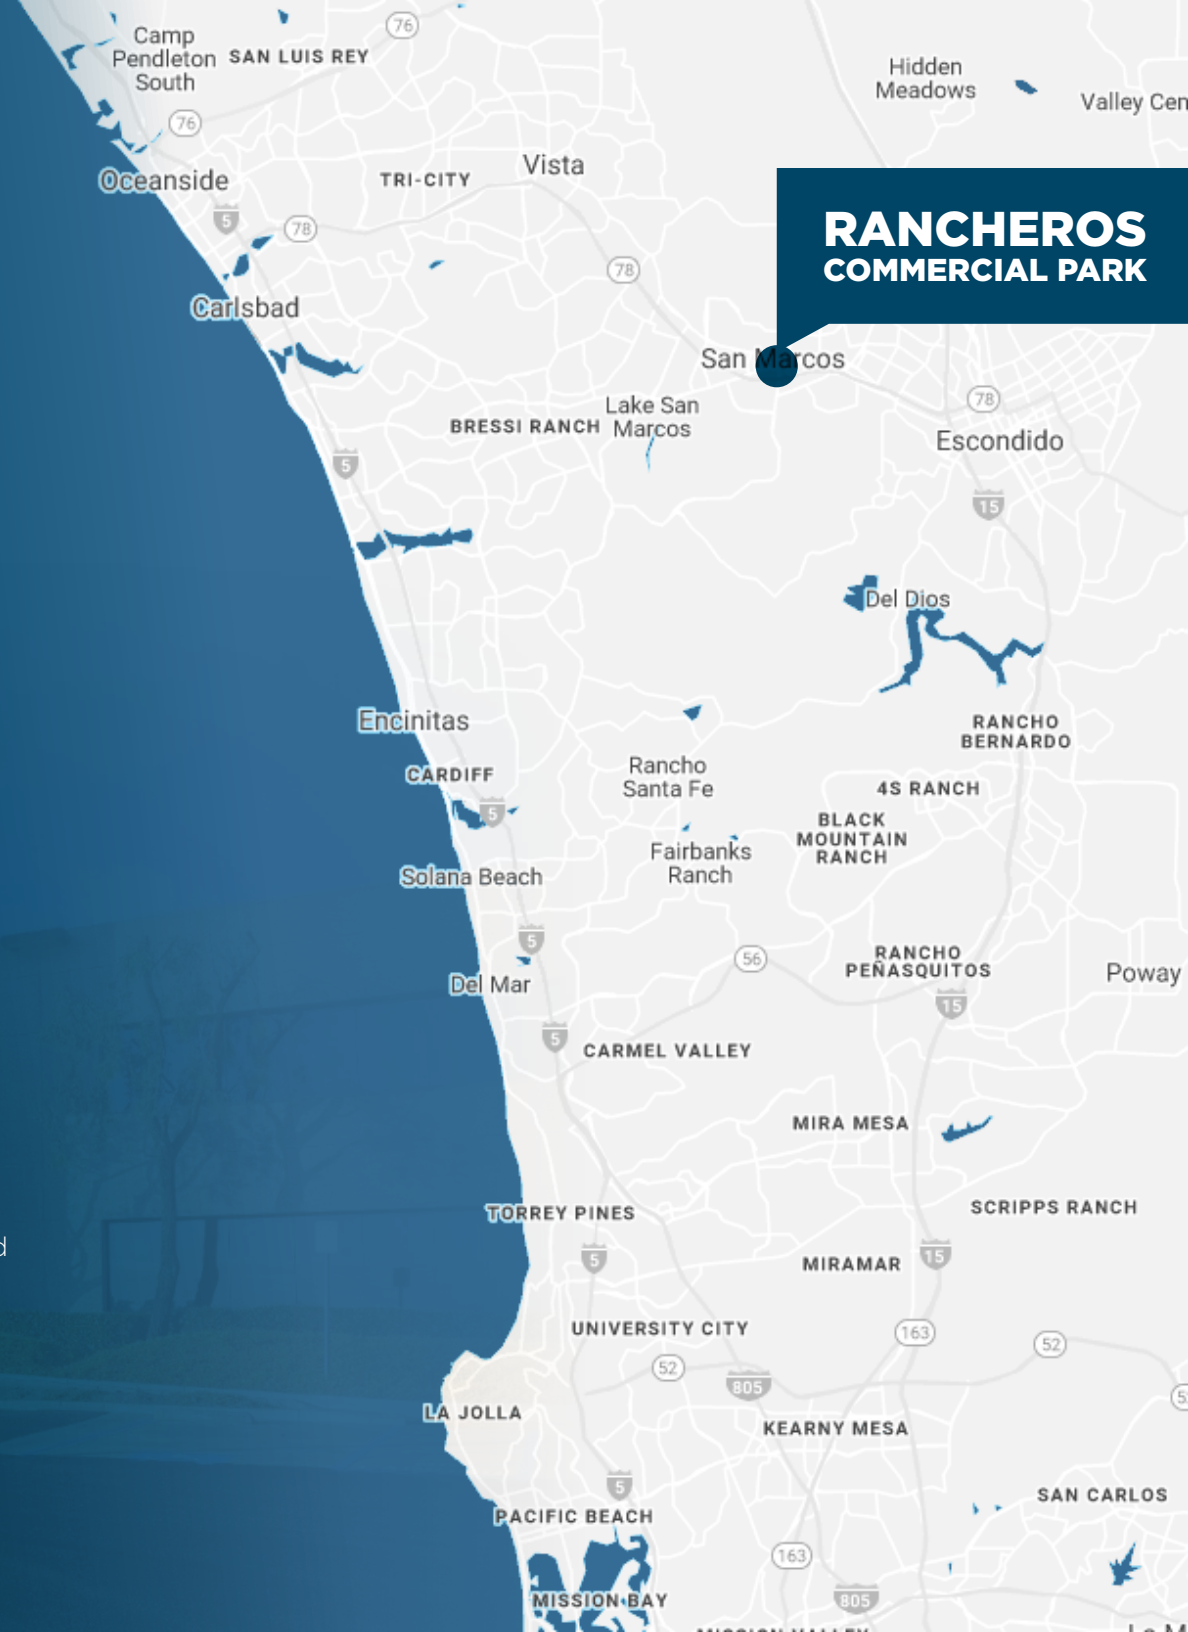 Camp
Pendleton
South
SAN LUIS REY
76
Hidden
Meadows
Valley Cen
76
Oceanside
TRI-CITY
Vista
5
78
78
RANCHEROS
COMMERCIAL PARK
Carlsbad
San Marcos
Lake San
Marcos
BRESSI RANCH
78
Escondido
5
15
Del Dios
Encinitas
RANCHO
BERNARDO
CARDIFF
Rancho
Santa Fe
4S RANCH
5
BLACK
MOUNTAIN
RANCH
Fairbanks
Ranch
Solana Beach
5
56
RANCHO
PEÑASQUITOS
Poway
Del Mar
15
5
CARMEL VALLEY
MIRA MESA
TORREY PINES
SCRIPPS RANCH
d
5
15
MIRAMAR
UNIVERSITY CITY
163
52
52
805
5
LA JOLLA
KEARNY MESA
5
SAN CARLOS
PACIFIC BEACH
163
MISSION BAY
805